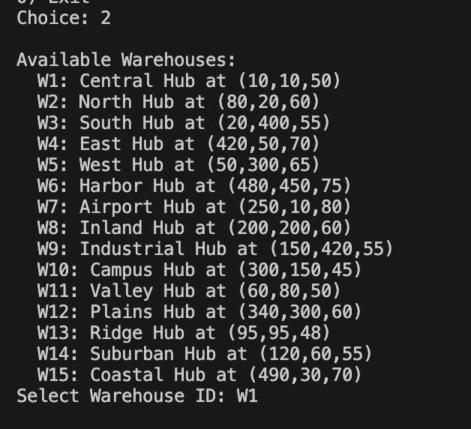 0) Exit
Choice: 2
Available Warehouses:
W1: Central Hub at (10,10,50)
W2: North Hub at (80,20,60)
W3: South Hub at (20,400,55)
W4: East Hub at (420,50,70)
W5: West Hub at (50,300,65)
W6: Harbor Hub at (480,450,75)
W7: Airport Hub at (250,10,80)
W8: Inland Hub at (200,200,60)
W9: Industrial Hub at (150,420,55)
W10: Campus Hub at (300,150,45)
W11: Valley Hub at (60,80,50)
W12: Plains Hub at (340,300,60)
W13: Ridge Hub at (95,95,48)
W14: Suburban Hub at (120,60,55)
W15: Coastal Hub at (490,30,70)
Select Warehouse ID: W1